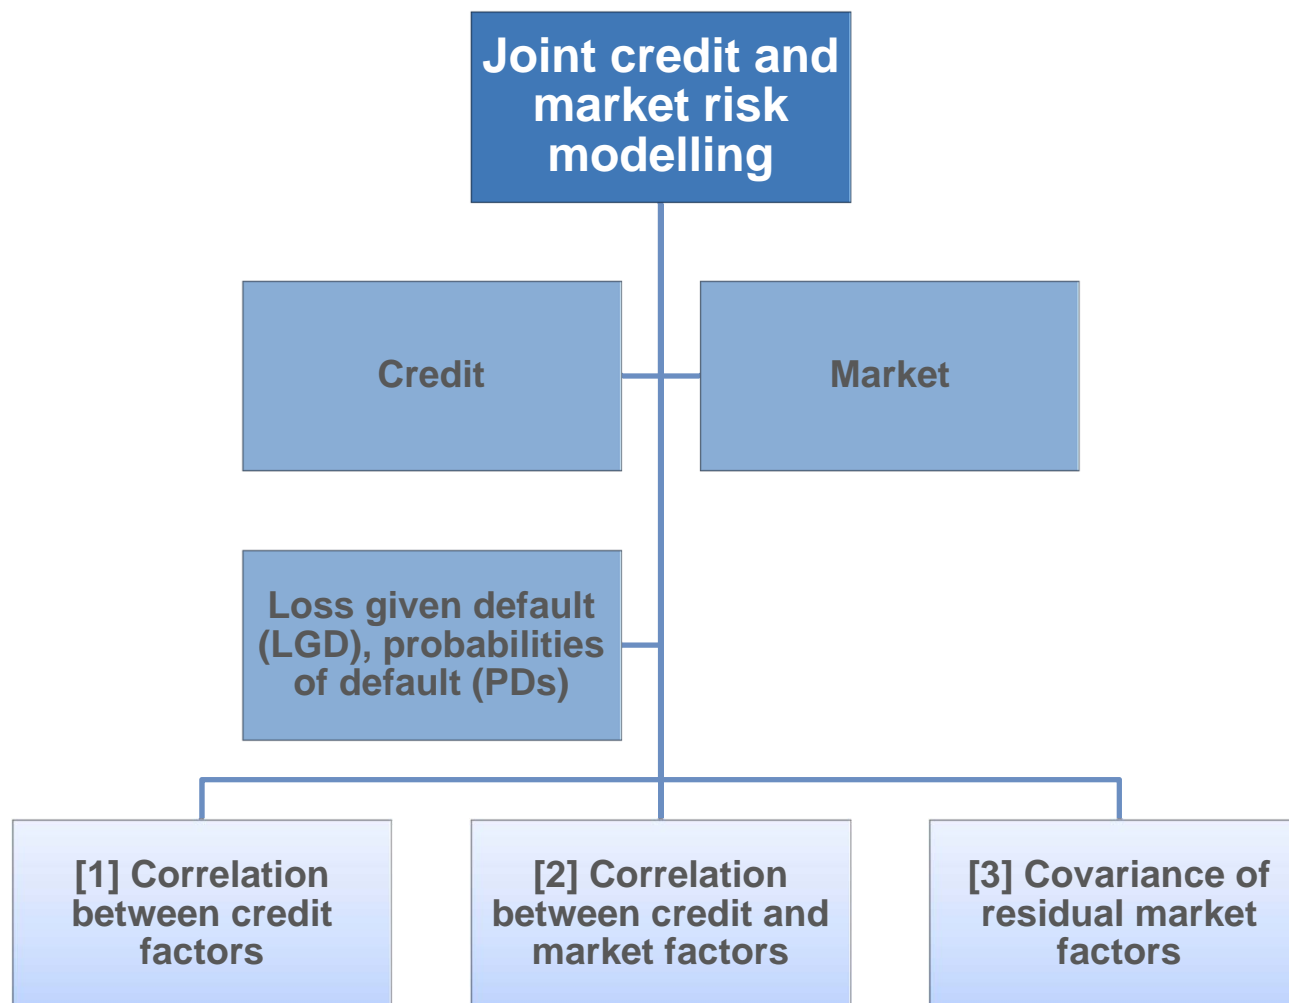 Joint credit and
market risk
modelling
Credit
Market
Loss given default
(LGD), probabilities
of default (PDs)
[1] Correlation
between credit
factors
[2] Correlation
between credit and
market factors
[3] Covariance of
residual market
factors